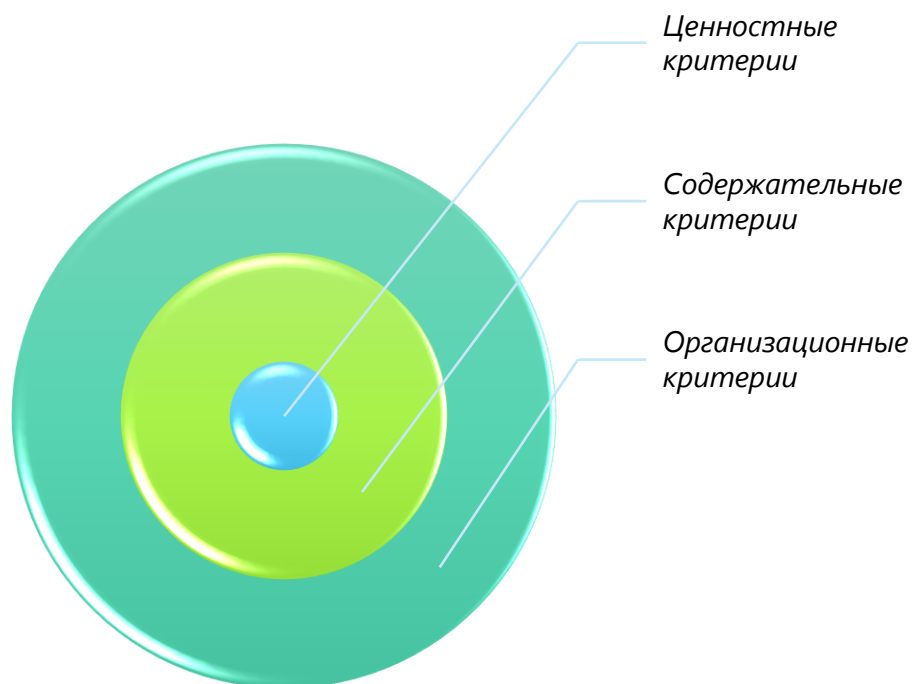 Ценностные
критерии
Содержательные
критерии
Организационные
критерии